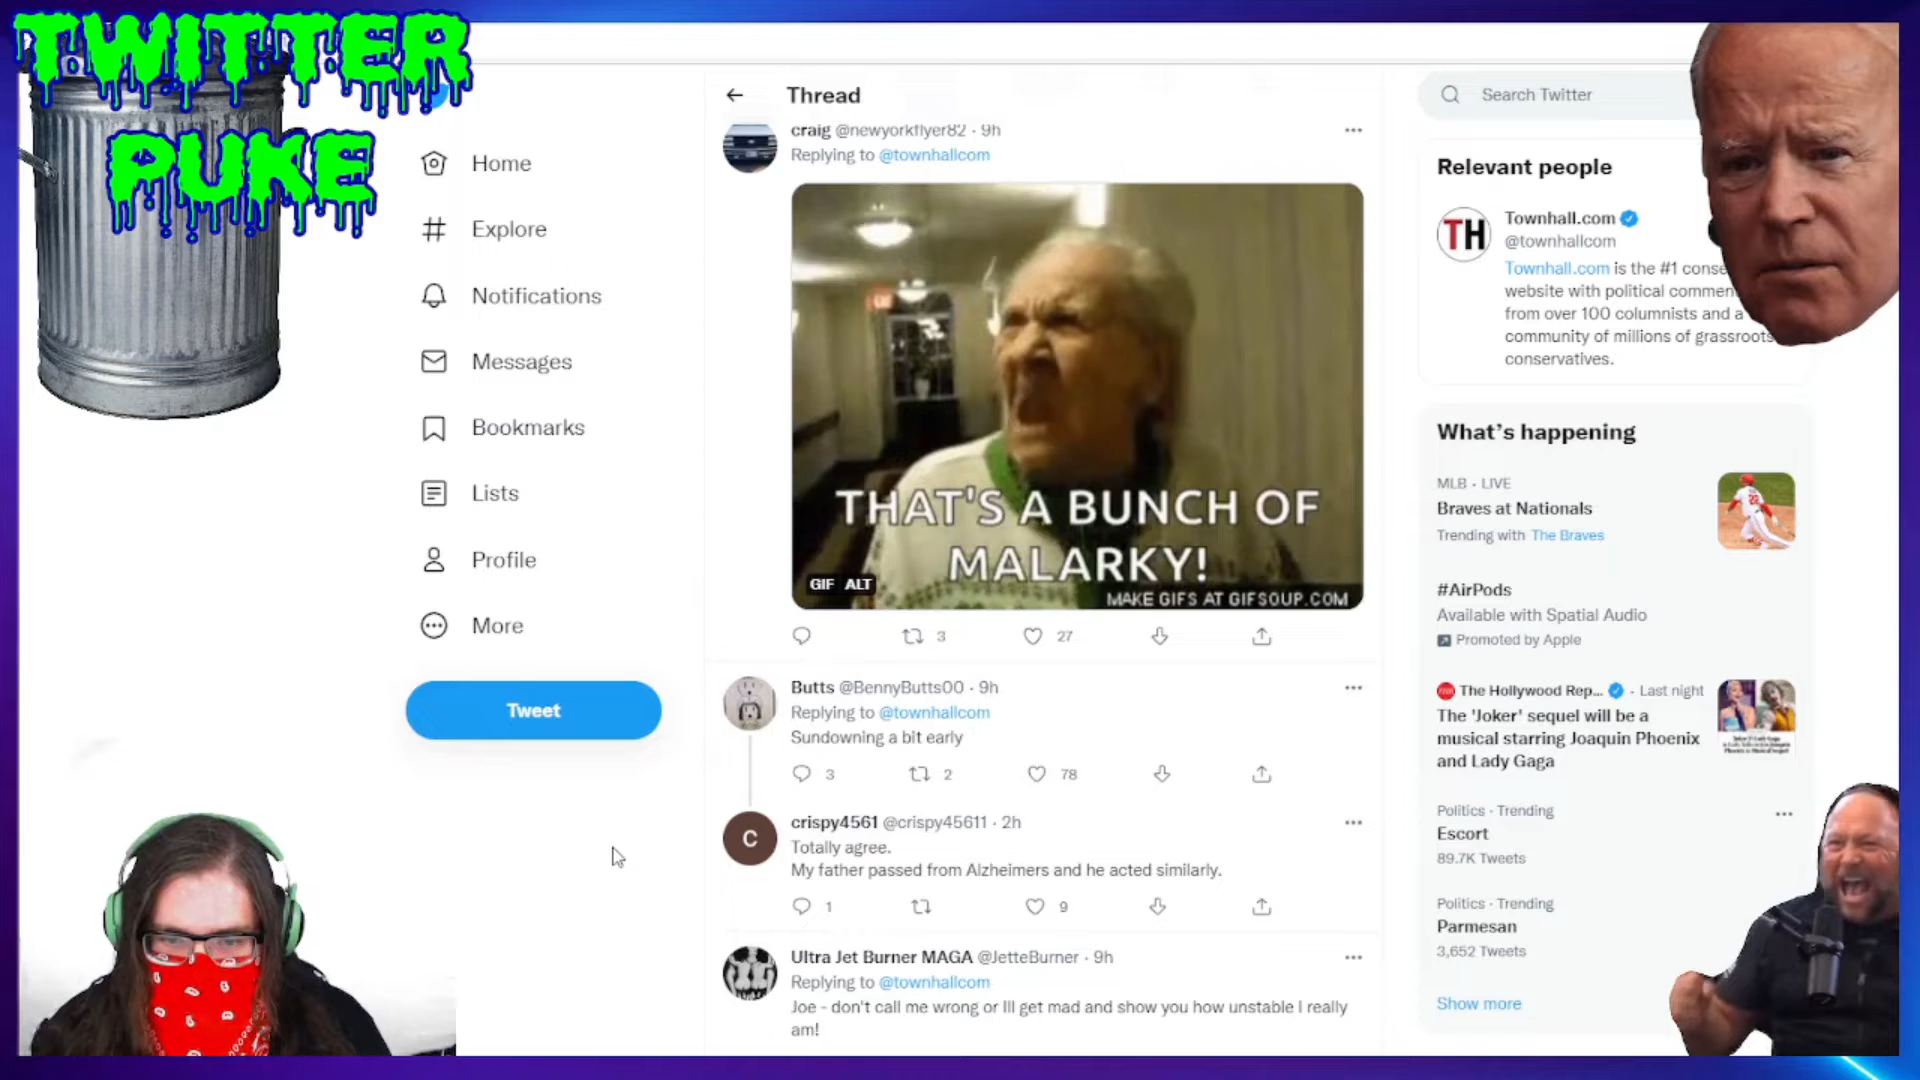 TWITTER
PUKE
Home
Explore
Notifications
Messages
Bookmarks
Lists
Profile
More
Tweet
Thread
craig @newyorkflyer82 · 9h
Replying to @townhallcom
THAT'S A BUNCH OF
MALARKY!
GIF ALT
MAKE GIFS AT GIFSOUP.COM
3
27
Butts @BennyButts00 · 9h
Replying to @townhallcom
Sundowning a bit early
3
2
78
C
crispy4561 @crispy45611 · 2h
Totally agree.
My father passed from Alzheimers and he acted similarly.
1
9
Ultra Jet Burner MAGA @JetteBurner · 9h
Replying to @townhallcom
Joe - don't call me wrong or Ill get mad and show you how unstable I really
am!
Search Twitter
Relevant people
TH
Townhall.com
@townhallcom
Townhall.com is the #1 conse
website with political commen
from over 100 columnists and a
community of millions of grassroots
conservatives.
What's happening
MLB · LIVE
Braves at Nationals
Trending with The Braves
#AirPods
Available with Spatial Audio
Promoted by Apple
The Hollywood Rep... · Last night
The 'Joker' sequel will be a
musical starring Joaquin Phoenix
and Lady Gaga
Politics · Trending
Escort
89.7K Tweets
Politics · Trending
Parmesan
3,652 Tweets
Show more